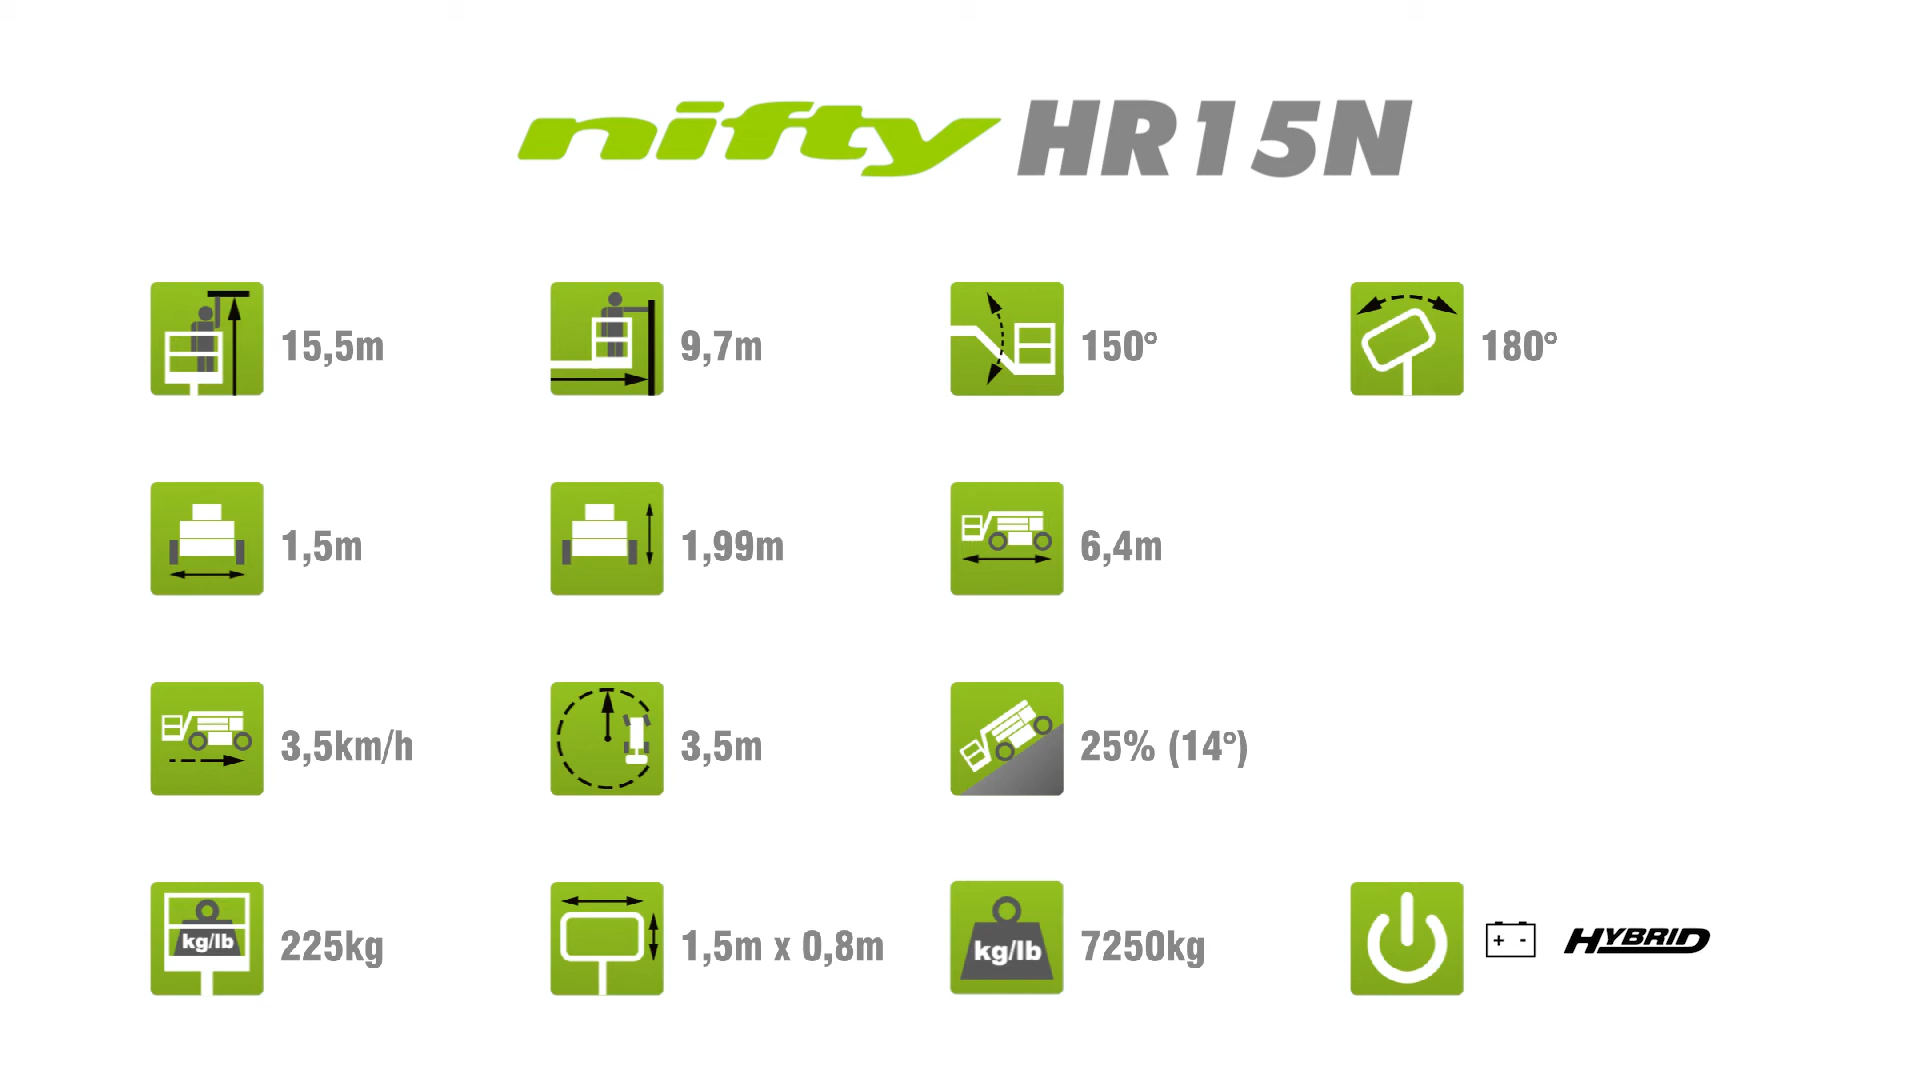 nifty HR15N
15,5m
9,7m
150°
180°
1,5m
1,99m
6,4m
3,5km/h
3,5m
25% (14°)
kg/lb
225kg
1,5m x 0,8m
kg/lb
7250kg
+ -
HYBRID